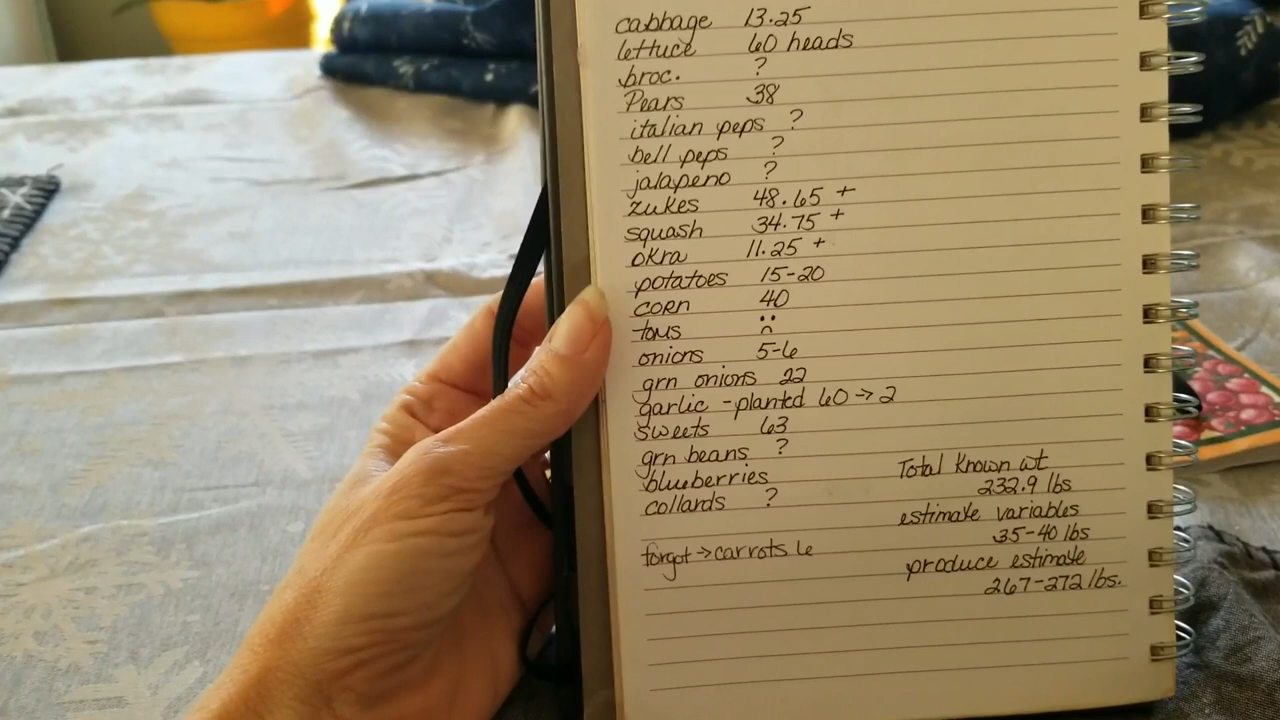 cabbage 13.25
lettuce 60 heads
broc. ?
Pears 38
italian peps ?
bell peps ?
jalapeno ?
zukes 48.65 +
squash 34.75 +
okra 11.25 +
potatoes 15-20
corn 40
toms :(
onions 5-6
grn onions 22
garlic - planted 60 → 2
sweets 63
grn beans ?
blueberries
collards ?
forgot → carrots 6
Total Known wt
232.9 lbs
estimate variables
35-40 lbs
produce estimate
267-272 lbs.